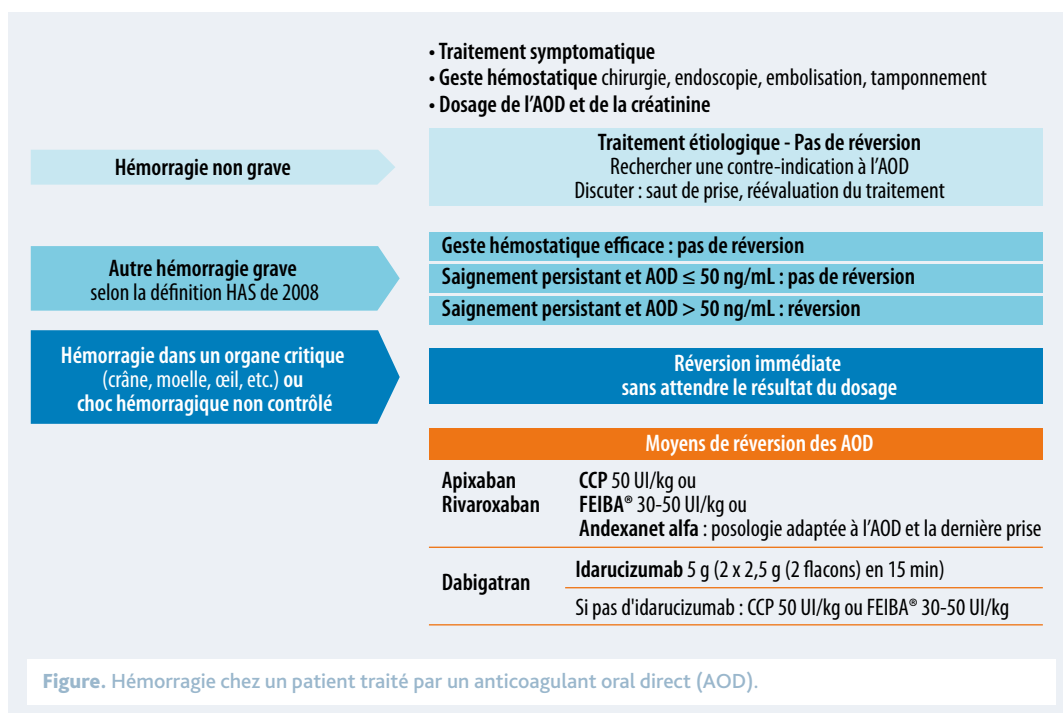 • Traitement symptomatique
• Geste hémostatique chirurgie, endoscopie, embolisation, tamponnement
• Dosage de l'AOD et de la créatinine
Hémorragie non grave
Traitement étiologique - Pas de réversion
Rechercher une contre-indication à l'AOD
Discuter : saut de prise, réévaluation du traitement
Autre hémorragie grave
selon la définition HAS de 2008
Geste hémostatique efficace : pas de réversion
Saignement persistant et AOD ≤ 50 ng/mL : pas de réversion
Saignement persistant et AOD > 50 ng/mL : réversion
Hémorragie dans un organe critique
(crâne, moelle, œil, etc.) ou
choc hémorragique non contrôlé
Réversion immédiate
sans attendre le résultat du dosage
Moyens de réversion des AOD
Apixaban
Rivaroxaban
CCP 50 UI/kg ou
FEIBA® 30-50 UI/kg ou
Andexanet alfa : posologie adaptée à l'AOD et la dernière prise
Dabigatran
Idarucizumab 5 g (2 x 2,5 g (2 flacons) en 15 min)
Si pas d'idarucizumab : CCP 50 UI/kg ou FEIBA® 30-50 UI/kg
Figure. Hémorragie chez un patient traité par un anticoagulant oral direct (AOD).